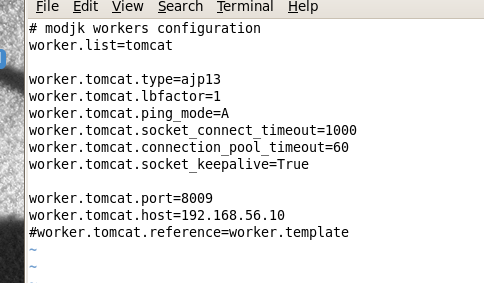 File Edit View Search Terminal Help
# modjk workers configuration
worker.list=tomcat
worker.tomcat.type=ajp13
worker.tomcat.lbfactor=1
worker.tomcat.ping_mode=A
worker.tomcat.socket_connect_timeout=1000
worker.tomcat.connection_pool_timeout=60
worker.tomcat.socket_keepalive=True
worker.tomcat.port=8009
worker.tomcat.host=192.168.56.10
#worker.tomcat.reference=worker.template
~
~
~